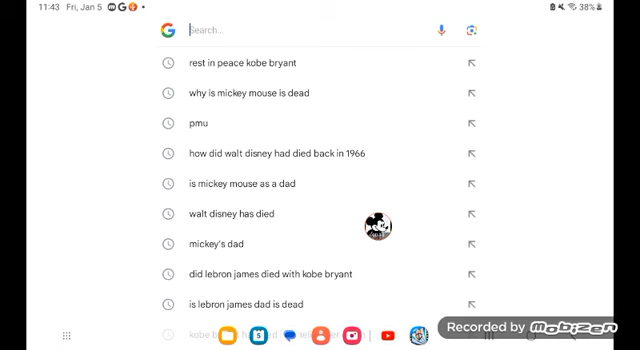 11:43 Fri, Jan 5
38%
Search...
rest in peace kobe bryant
why is mickey mouse is dead
pmu
how did walt disney had died back in 1966
is mickey mouse as a dad
walt disney has died
mickey's dad
did lebron james died with kobe bryant
is lebron james dad is dead
kobe
5
Recorded by Mobizen